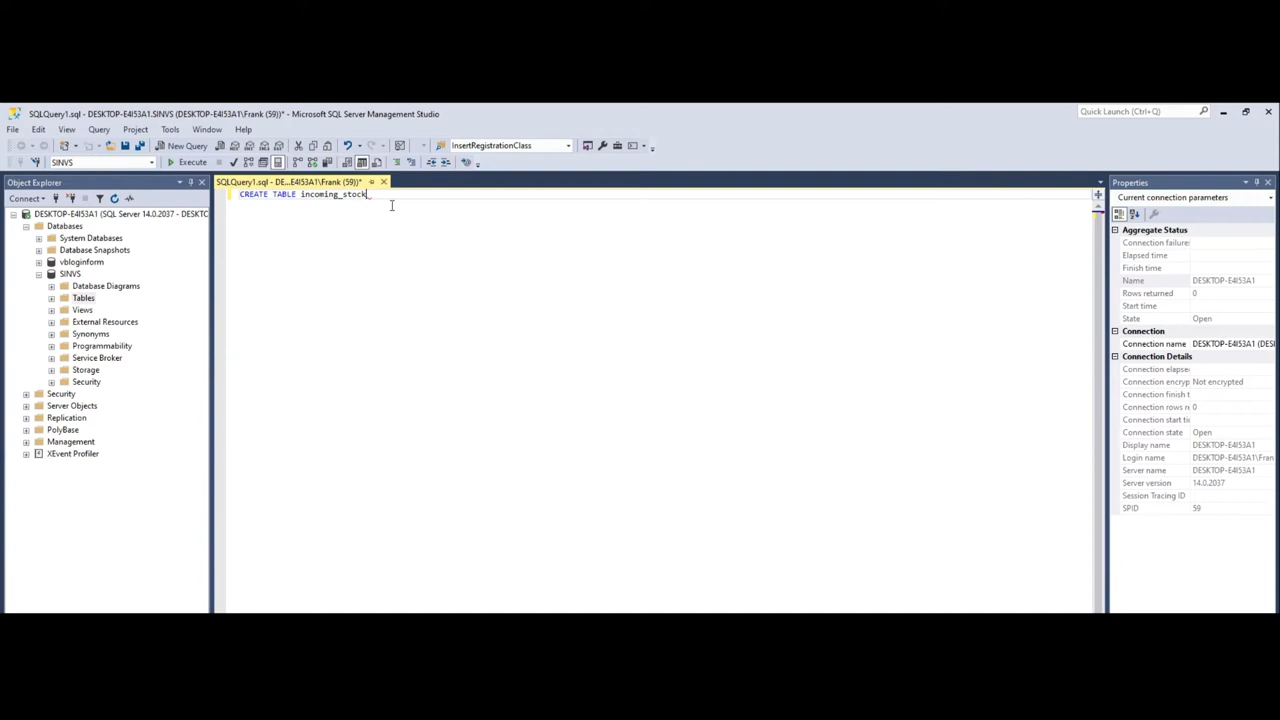 SQLQuery1.sql - DESKTOP-E4I53A1.SINVS (DESKTOP-E4I53A1\Frank (59))* - Microsoft SQL Server Management Studio
Quick Launch (Ctrl+Q)
File Edit View Query Project Tools Window Help
New Query InsertRegistrationClass
SINVS Execute
Object Explorer
Connect
DESKTOP-E4I53A1 (SQL Server 14.0.2037 - DESKTO
Databases
System Databases
Database Snapshots
vbloginform
SINVS
Database Diagrams
Tables
Views
External Resources
Synonyms
Programmability
Service Broker
Storage
Security
Security
Server Objects
Replication
PolyBase
Management
XEvent Profiler
SQLQuery1.sql - DE...E4I53A1\Frank (59))*
CREATE TABLE incoming_stock
Properties
Current connection parameters
Aggregate Status
Connection failure
Elapsed time
Finish time
Name DESKTOP-E4I53A1
Rows returned 0
Start time
State Open
Connection
Connection name DESKTOP-E4I53A1 (DES
Connection Details
Connection elapse
Connection encryp Not encrypted
Connection finish t
Connection rows re 0
Connection start ti
Connection state Open
Display name DESKTOP-E4I53A1
Login name DESKTOP-E4I53A1\Fran
Server name DESKTOP-E4I53A1
Server version 14.0.2037
Session Tracing ID
SPID 59